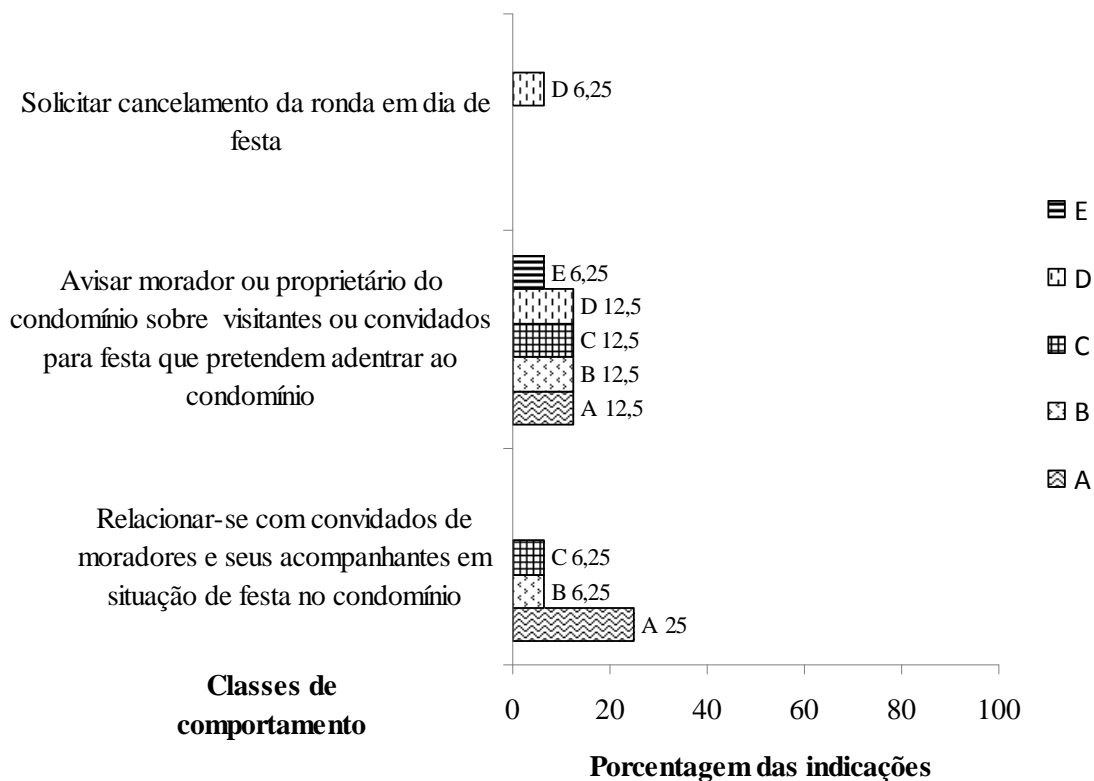 Solicitar cancelamento da ronda em dia de
festa
D 6,25
Avisar morador ou proprietário do
condomínio sobre visitantes ou convidados
para festa que pretendem adentrar ao
condomínio
E 6,25
D 12,5
C 12,5
B 12,5
A 12,5
Relacionar-se com convidados de
moradores e seus acompanhantes em
situação de festa no condomínio
C 6,25
B 6,25
A 25
E
D
C
B
A
Classes de
comportamento
0 20 40 60 80 100
Porcentagem das indicações